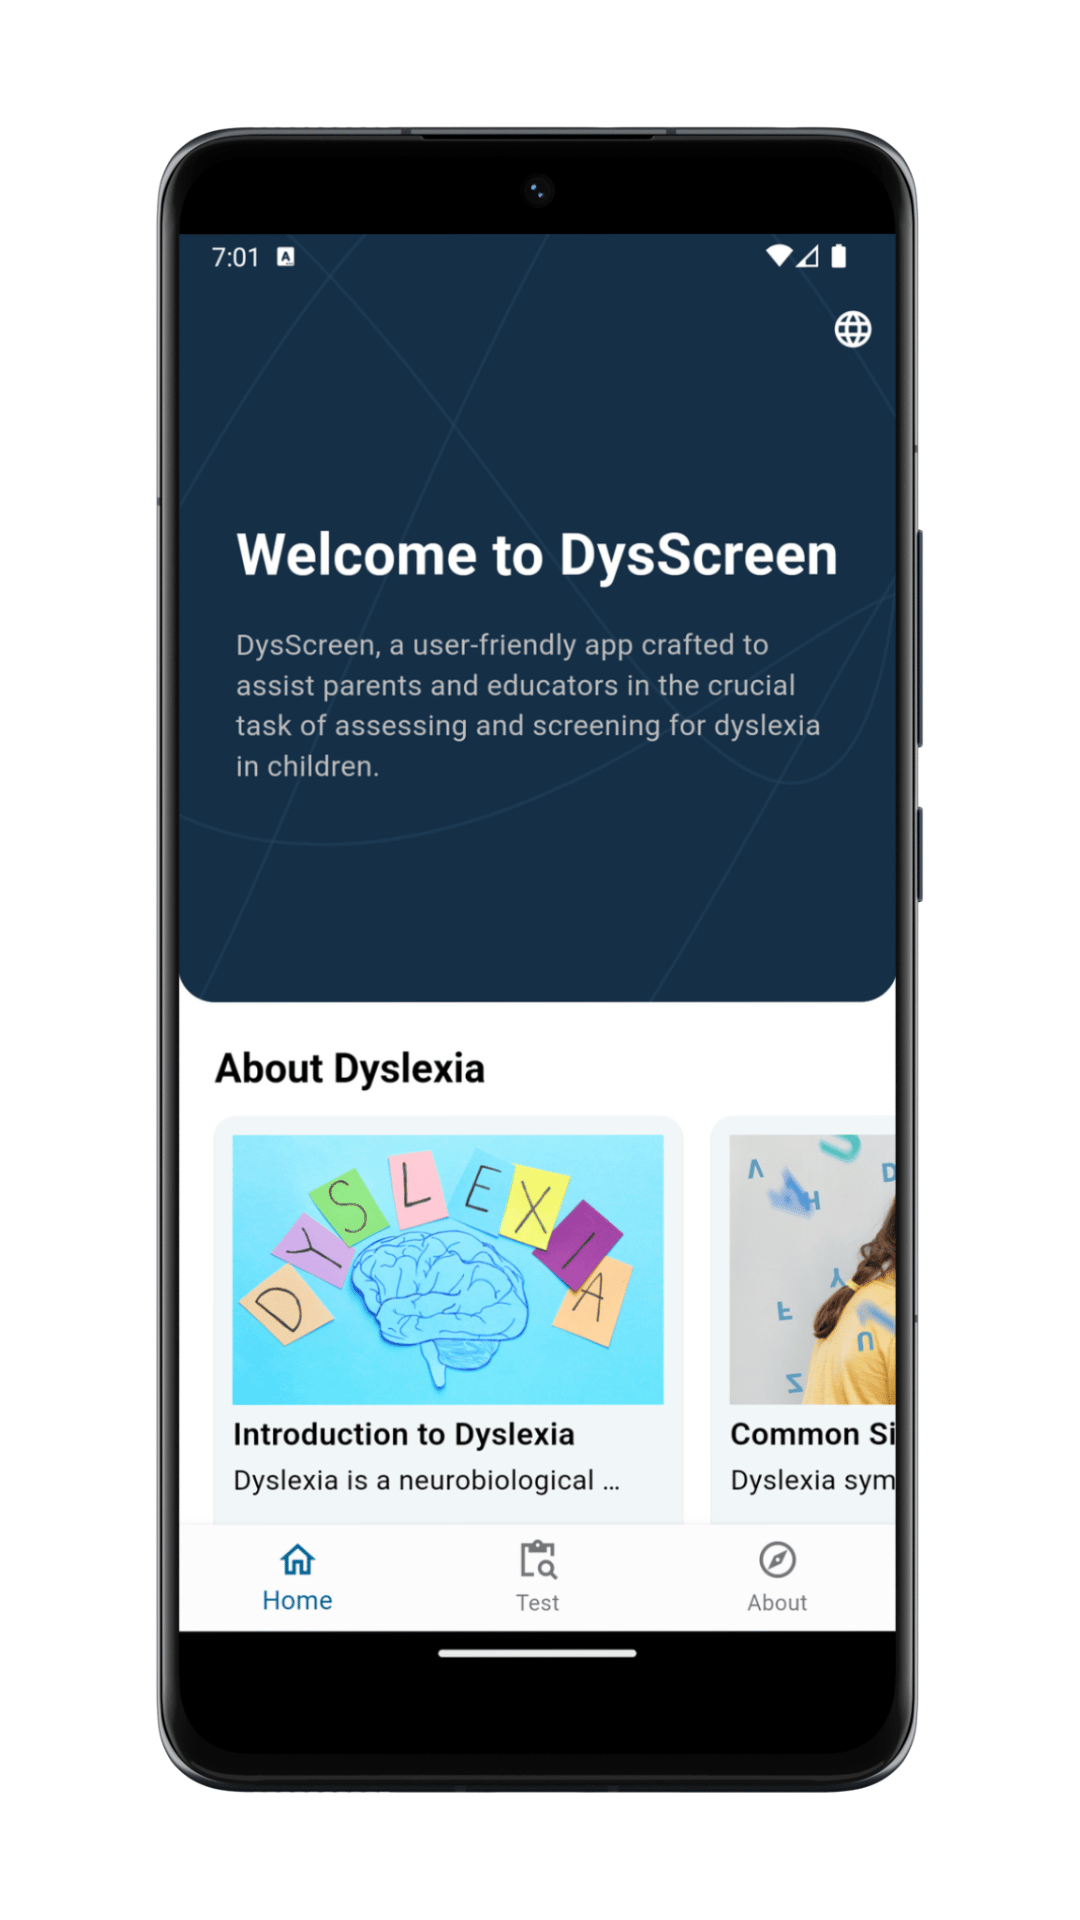 7:01
A
Welcome to DysScreen
DysScreen, a user-friendly app crafted to
assist parents and educators in the crucial
task of assessing and screening for dyslexia
in children.
About Dyslexia
DYSLEXIA
Introduction to Dyslexia
Dyslexia is a neurobiological ...
Common Si
Dyslexia sym
Home
Test
About